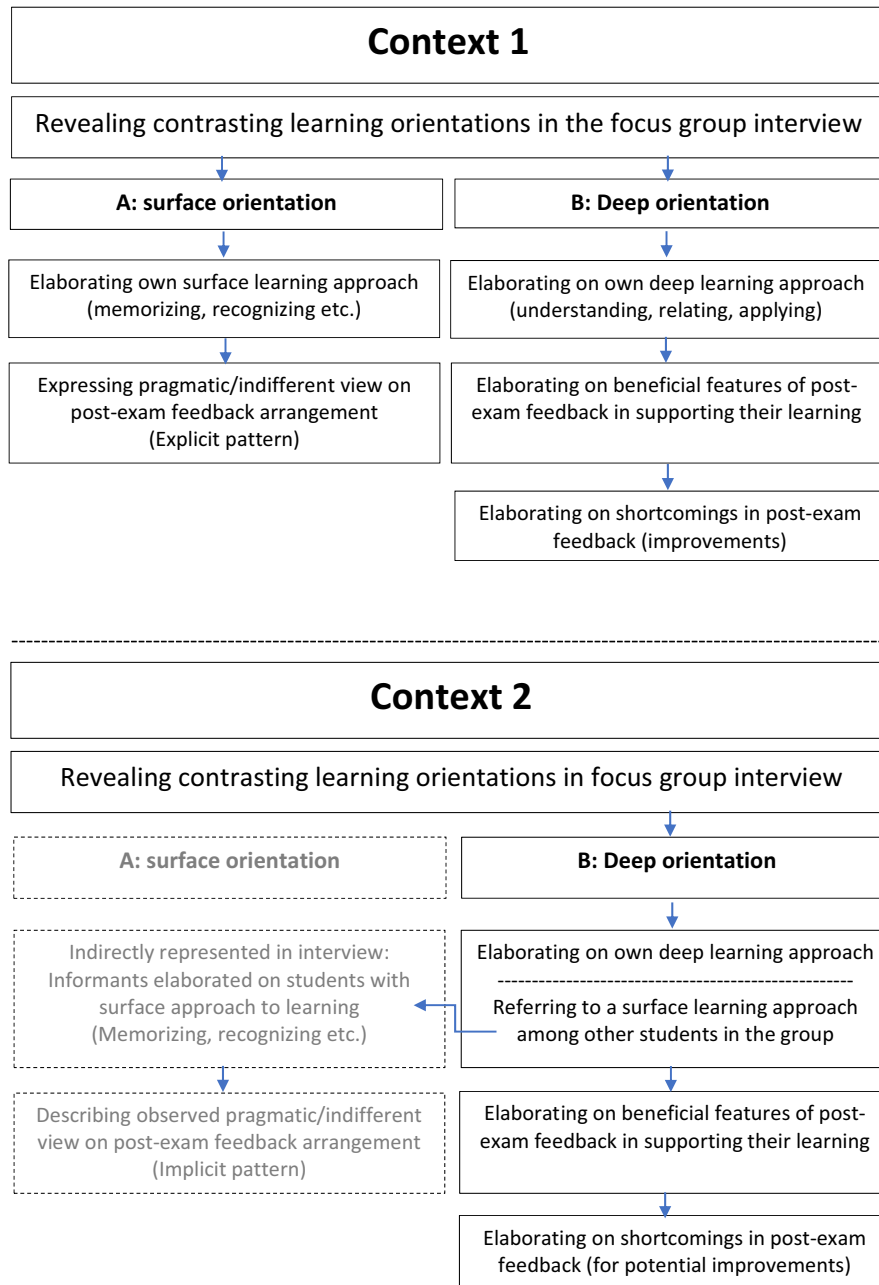 Context 1
Revealing contrasting learning orientations in the focus group interview
A: surface orientation
Elaborating own surface learning approach
(memorizing, recognizing etc.)
Expressing pragmatic/indifferent view on
post-exam feedback arrangement
(Explicit pattern)
B: Deep orientation
Elaborating on own deep learning approach
(understanding, relating, applying)
Elaborating on beneficial features of post-
exam feedback in supporting their learning
Elaborating on shortcomings in post-exam
feedback (improvements)
Context 2
Revealing contrasting learning orientations in focus group interview
A: surface orientation
Indirectly represented in interview:
Informants elaborated on students with
surface approach to learning
(Memorizing, recognizing etc.)
Describing observed pragmatic/indifferent
view on post-exam feedback arrangement
(Implicit pattern)
B: Deep orientation
Elaborating on own deep learning approach
Referring to a surface learning approach
among other students in the group
Elaborating on beneficial features of post-
exam feedback in supporting their learning
Elaborating on shortcomings in post-exam
feedback (for potential improvements)